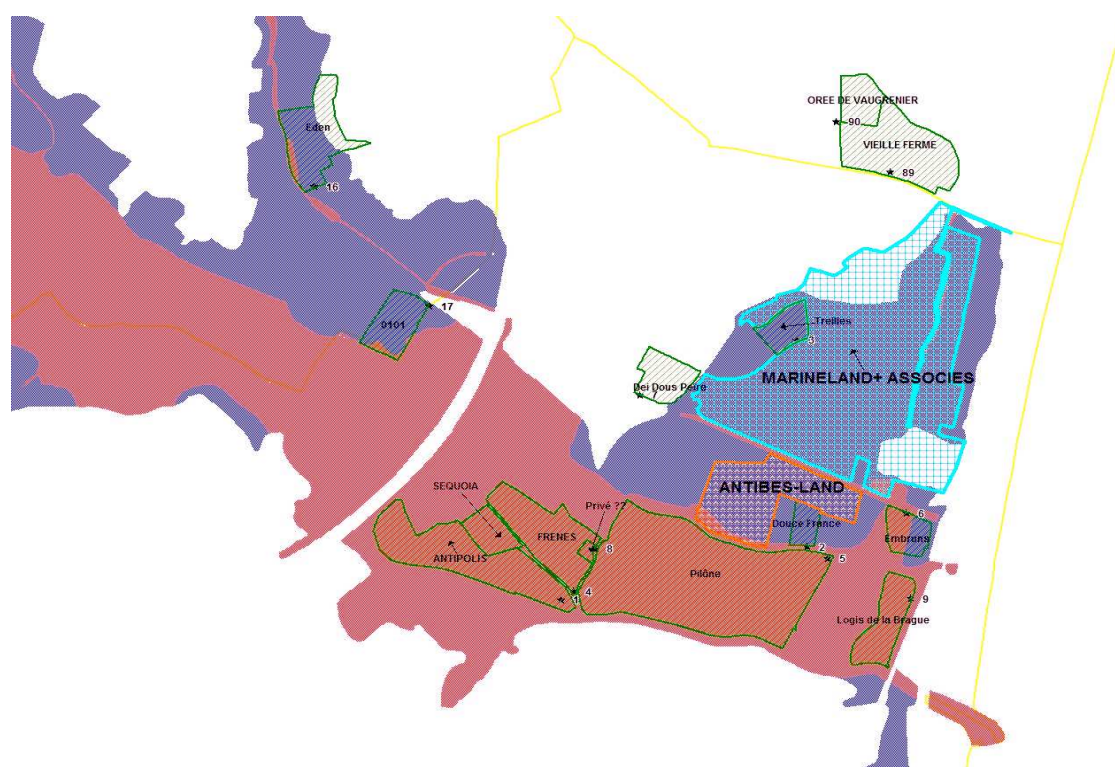 OREE DE VAUGRENIER
90
VIEILLE FERME
89
Eden
16
17
0101
Treilles
3
MARINELAND+ ASSOCIES
Dei Dous Peire
7
SEQUOIA
Privé ??
ANTIBES-LAND
Douce France
6
Embruns
FRENES
8
2
5
ANTIPOLIS
Pilône
1
4
9
Logis de la Brague